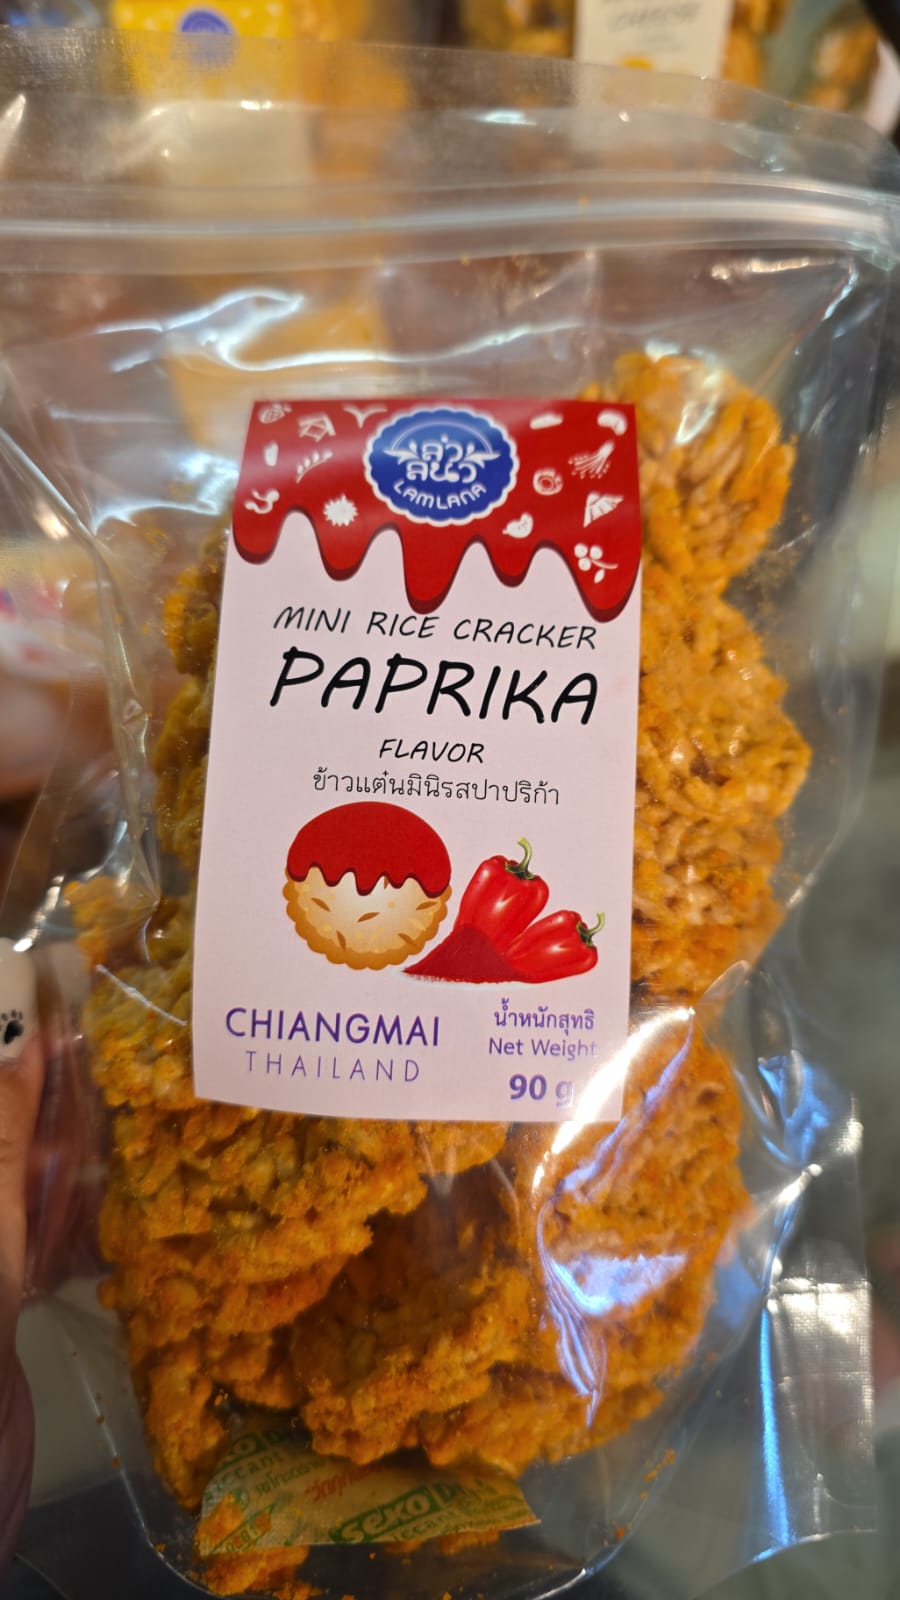 ลำ
ลนา
LAMLANA
MINI RICE CRACKER
PAPRIKA
FLAVOR
ข้าวแต๋นมินิรสปาปริก้า
CHIANGMAI
THAILAND
น้ำหนักสุทธิ
Net Weight
90 g
seko